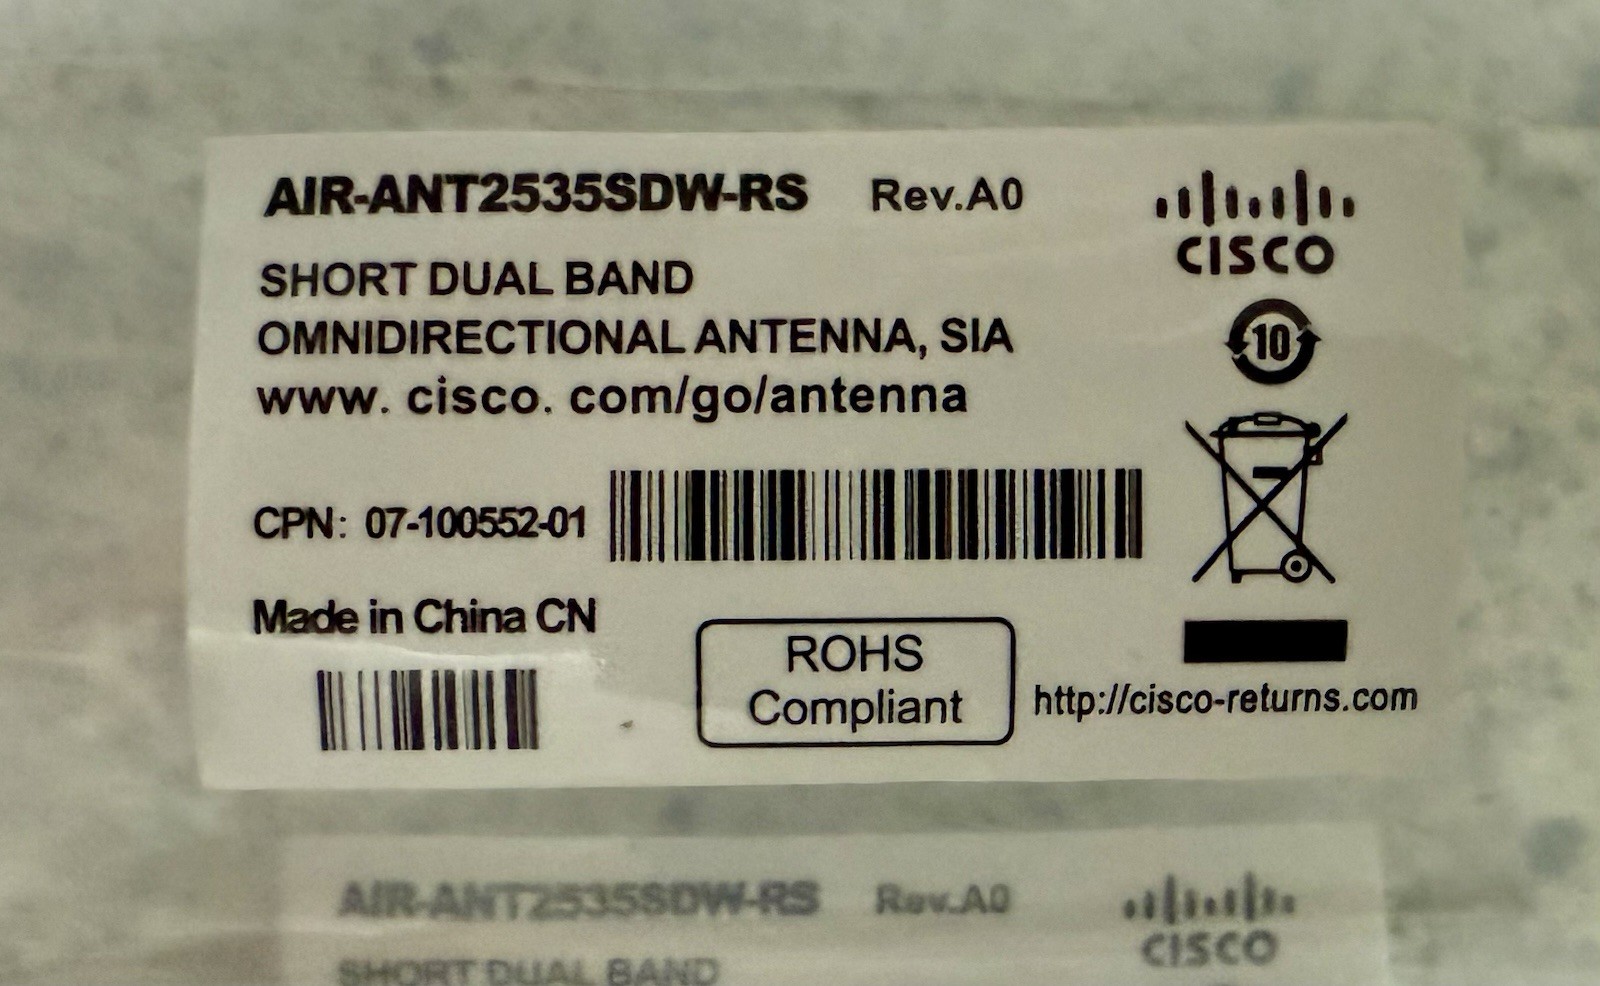 AIR-ANT2535SDW-RS Rev.A0
CISCO
SHORT DUAL BAND
OMNIDIRECTIONAL ANTENNA, SIA
www. cisco. com/go/antenna
10
CPN: 07-100552-01
Made in China CN
ROHS
Compliant
http://cisco-returns.com
AIR-ANT2535SDW-RS Rev.A0
CISCO
SHORT DUAL BAND